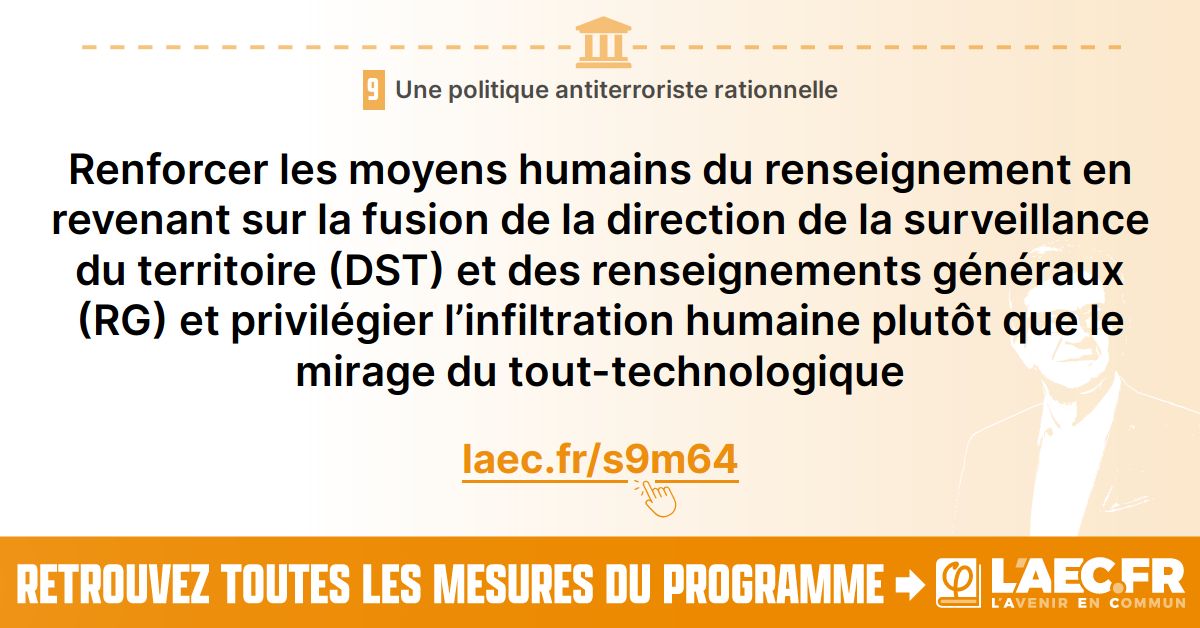 9 Une politique antiterroriste rationnelle
Renforcer les moyens humains du renseignement en
revenant sur la fusion de la direction de la surveillance
du territoire (DST) et des renseignements généraux
(RG) et privilégier l’infiltration humaine plutôt que le
mirage du tout-technologique
laec.fr/s9m64
RETROUVEZ TOUTES LES MESURES DU PROGRAMME
φ L'AEC.FR
L'AVENIR EN COMMUN